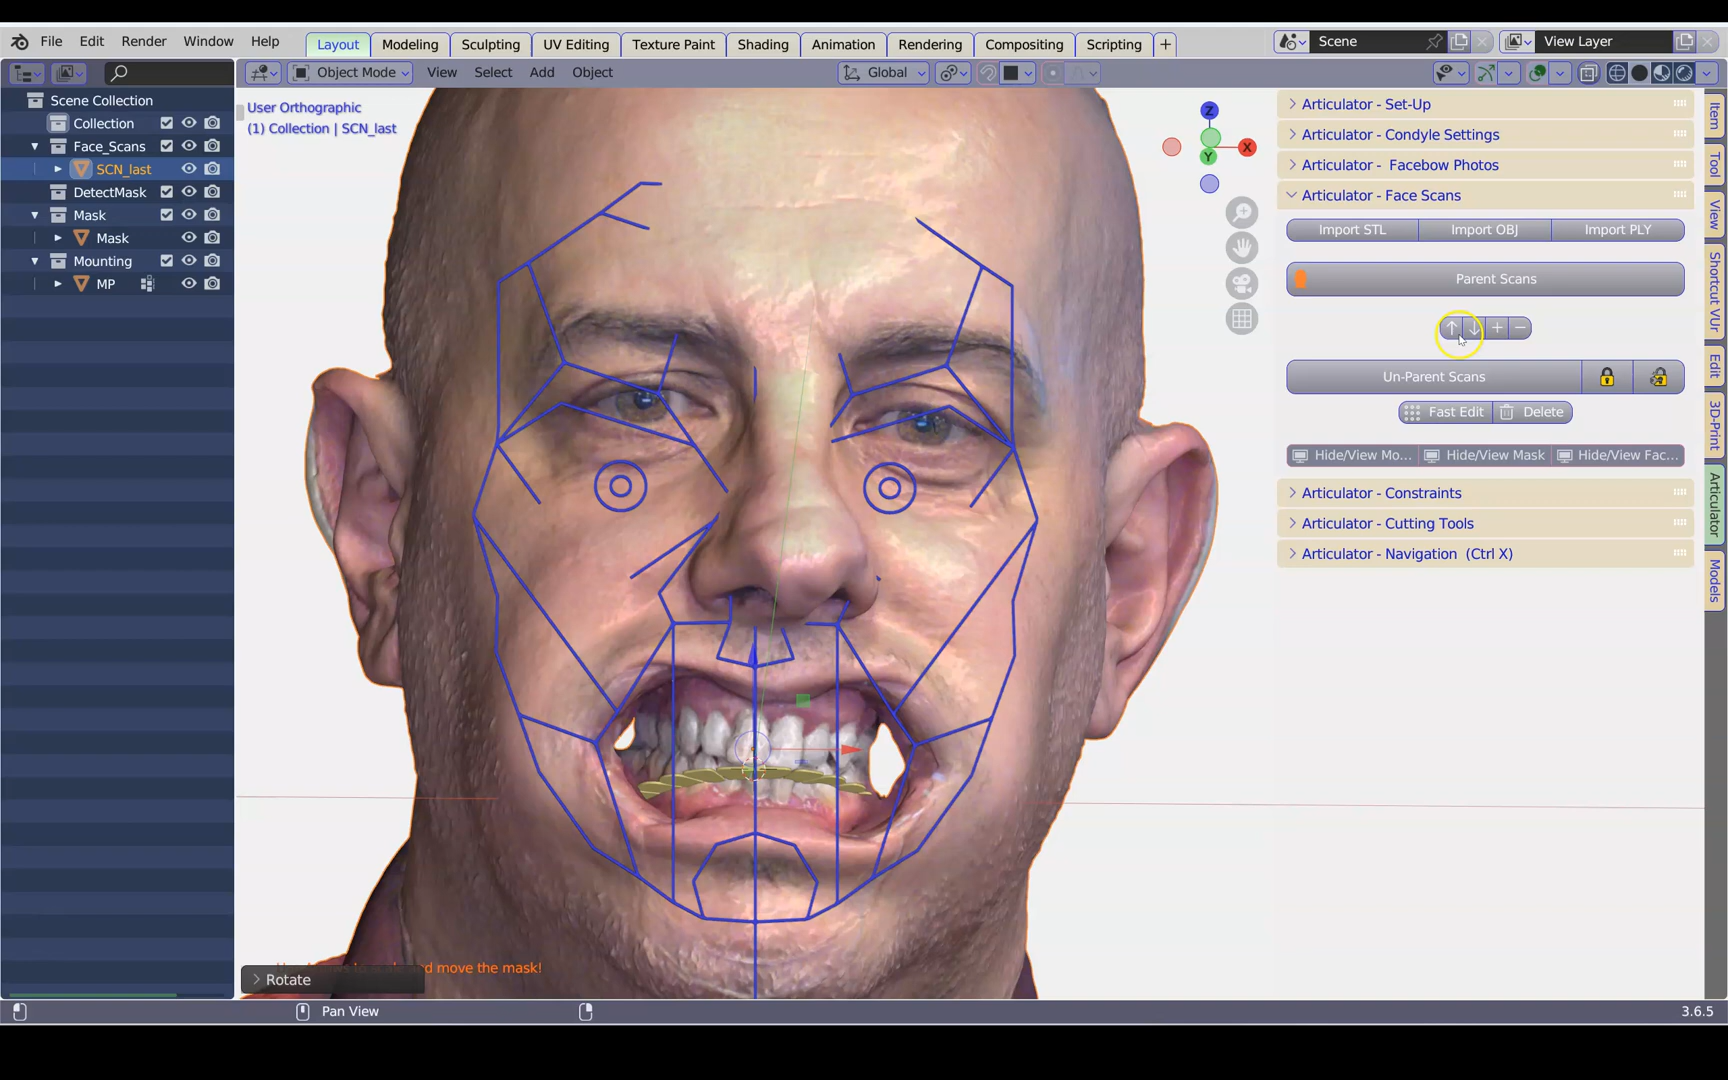 File Edit Render Window Help Layout Modeling Sculpting UV Editing Texture Paint Shading Animation Rendering Compositing Scripting + Scene View Layer
Object Mode View Select Add Object Global
Scene Collection
Collection
Face_Scans
SCN_last
DetectMask
Mask
Mask
Mounting
MP
User Orthographic
(1) Collection | SCN_last
Z
X
Y
Articulator - Set-Up
Articulator - Condyle Settings
Articulator - Facebow Photos
Articulator - Face Scans
Import STL Import OBJ Import PLY
Parent Scans
Un-Parent Scans
Fast Edit Delete
Hide/View Mo... Hide/View Mask Hide/View Fac...
Articulator - Constraints
Articulator - Cutting Tools
Articulator - Navigation (Ctrl X)
Item
Tool
View
Shortcut VUr
Edit
3D-Print
Articulator
Models
move the mask!
Rotate
Pan View
3.6.5